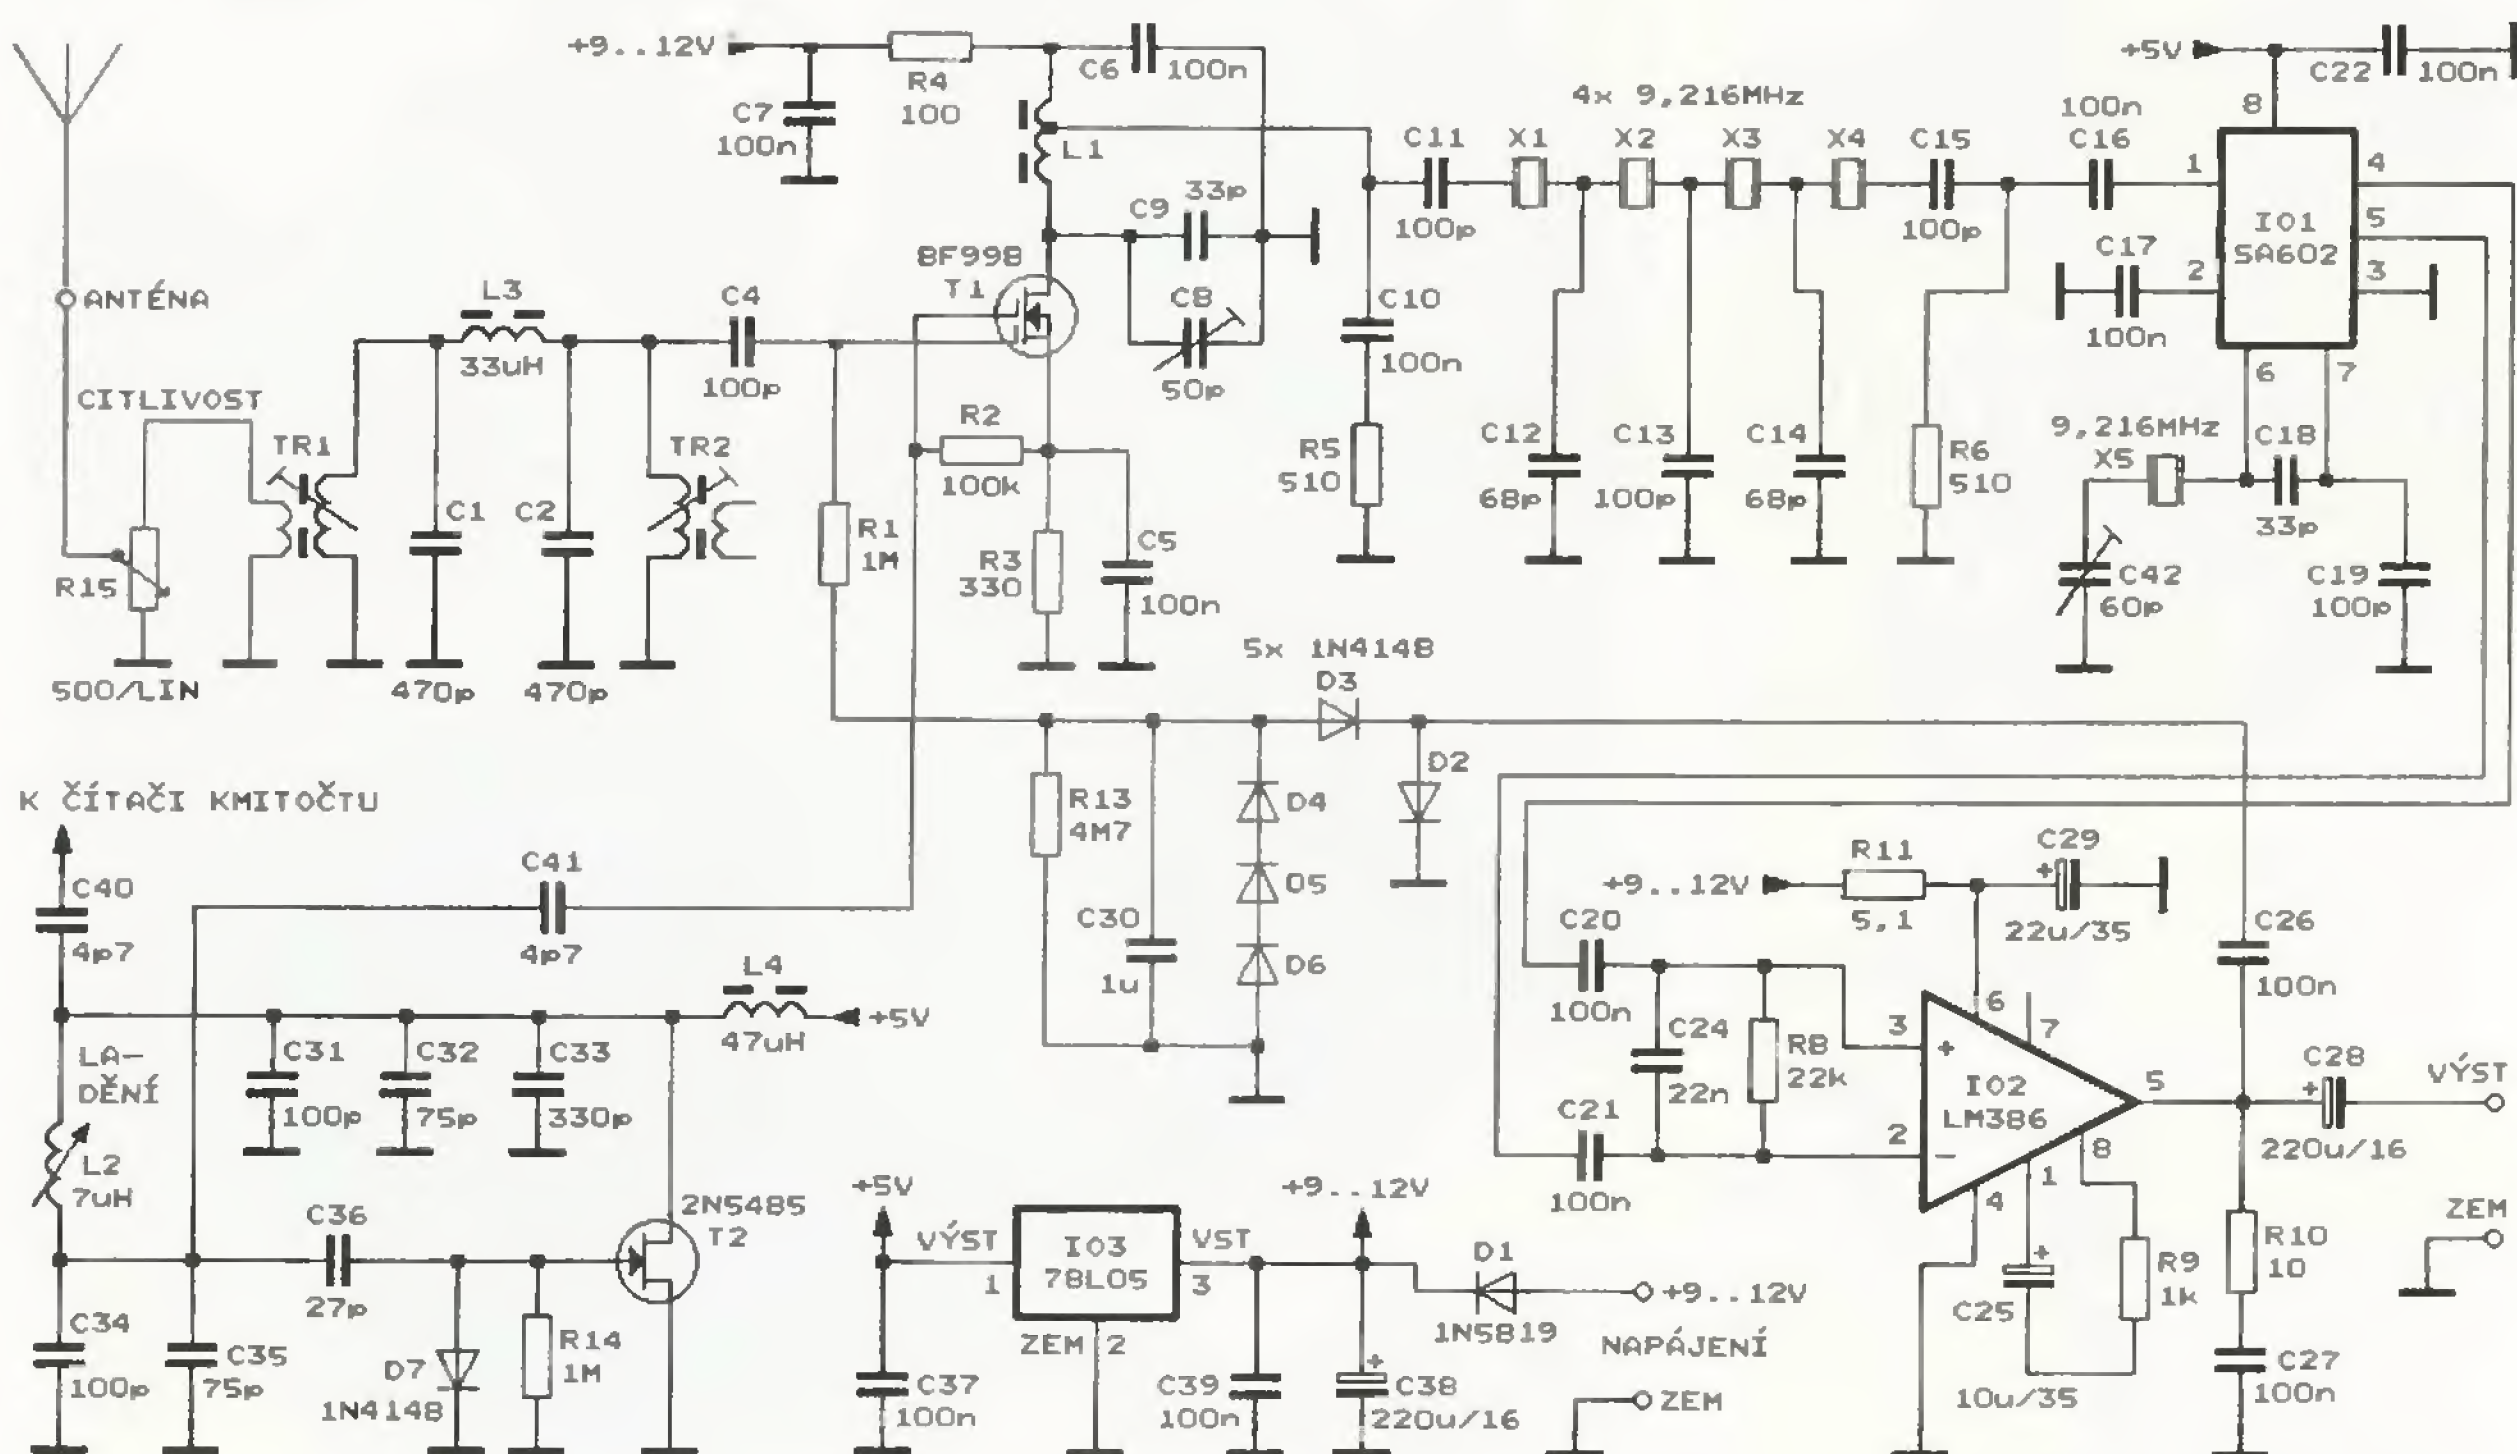 +9..12V
R4
100
C6
100n
C7
100n
L1
4x 9,216MHz
+5V
C22
100n
8
C11
100p
X1
X2
X3
X4
C15
100p
100n
C16
1
4
5
3
2
IO1
SA602
C17
100n
6
7
ANTÉNA
L3
33uH
C4
100p
BF998
T1
C9
33p
C8
50p
C10
100n
CITLIVOST
TR1
TR2
R2
100k
R5
510
C12
68p
C13
100p
C14
68p
R6
510
9,216MHz
X5
C18
33p
R15
500/LIN
C1
470p
C2
470p
R1
1M
R3
330
C5
100n
C42
60p
C19
100p
5x 1N4148
D3
D2
K ČÍTAČI KMITOČTU
R13
4M7
D4
D5
D6
C30
1u
C40
4p7
C41
4p7
R11
5,1
+9..12V
C29
+
22u/35
C20
100n
C26
100n
L4
47uH
+5V
LA-
DĚNÍ
C31
100p
C32
75p
C33
330p
C24
22n
R8
22k
3
+
6
7
IO2
LM386
5
2
-
8
1
4
C28
+
220u/16
VÝST
C21
100n
L2
7uH
C36
27p
2N5485
T2
+5V
VÝST
1
IO3
78L05
VST
3
+9..12V
D1
1N5819
+9..12V
NAPÁJENÍ
ZEM
R10
10
R9
1k
+
C25
10u/35
C34
100p
C35
75p
D7
1N4148
R14
1M
C37
100n
ZEM
2
C39
100n
+
C38
220u/16
ZEM
C27
100n